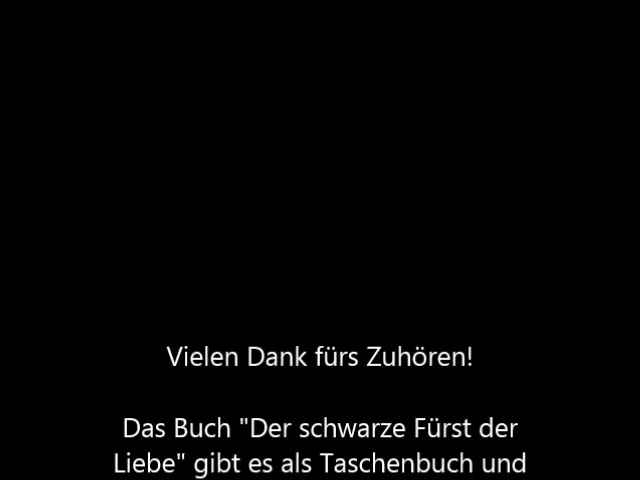 Vielen Dank fürs Zuhören!
Das Buch "Der schwarze Fürst der
Liebe" gibt es als Taschenbuch und